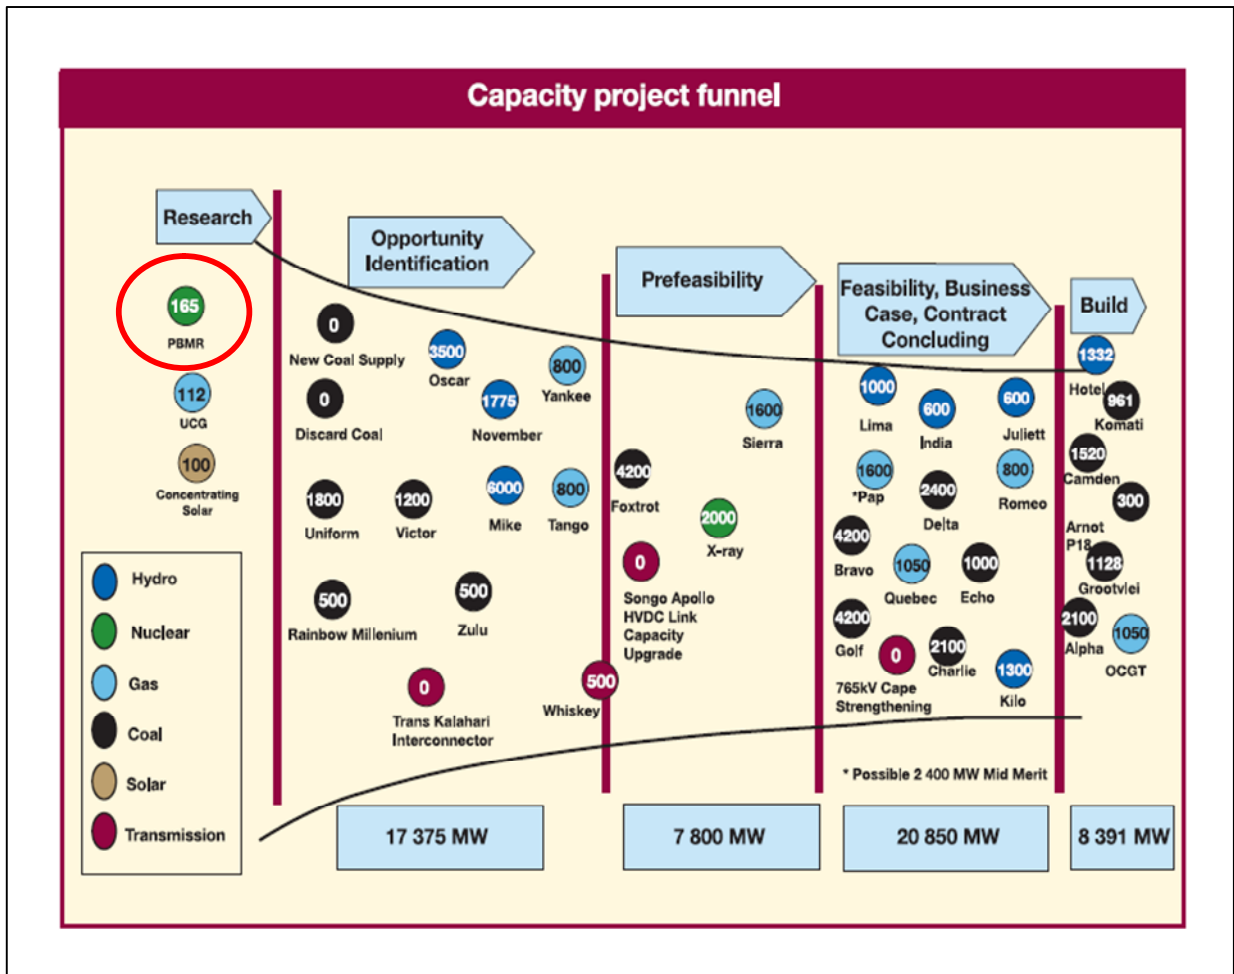 Capacity project funnel
Research
Opportunity
Identification
Prefeasibility
Feasibility, Business
Case, Contract
Concluding
Build
165
PBMR
112
UCG
100
Concentrating
Solar
Hydro
Nuclear
Gas
Coal
Solar
Transmission
0
New Coal Supply
3500
Oscar
800
Yankee
0
Discard Coal
1775
November
1800
Uniform
1200
Victor
6000
Mike
800
Tango
500
Rainbow Millenium
500
Zulu
0
Trans Kalahari
Interconnector
500
Whiskey
17 375 MW
1600
Sierra
4200
Foxtrot
2000
X-ray
0
Songo Apollo
HVDC Link
Capacity
Upgrade
7 800 MW
1000
Lima
600
India
600
Juliett
1600
*Pap
2400
Delta
800
Romeo
4200
Bravo
1050
Quebec
1000
Echo
4200
Golf
0
765kV Cape
Strengthening
2100
Charlie
1300
Kilo
* Possible 2 400 MW Mid Merit
20 850 MW
1332
Hotel
961
Komati
1520
Camden
300
Arnot
P18
1128
Grootvlei
2100
Alpha
1050
OCGT
8 391 MW